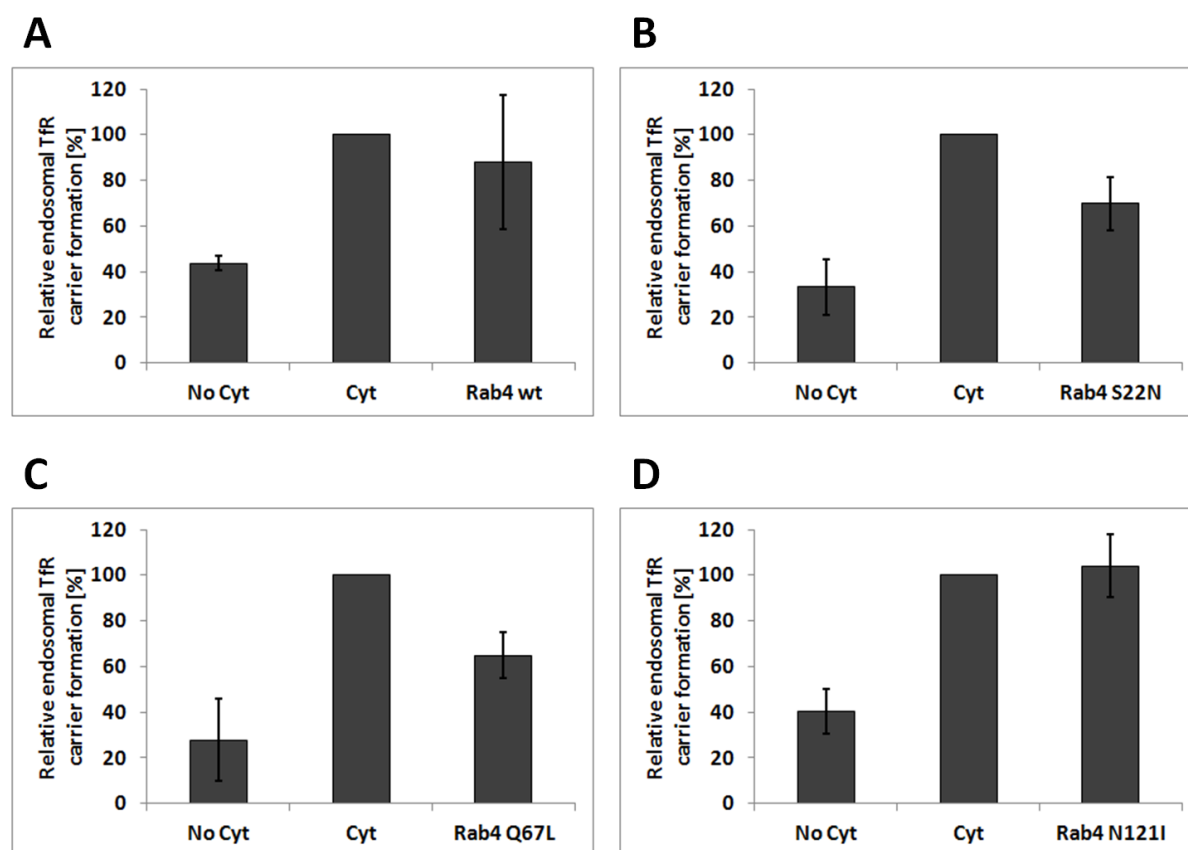 A
Relative endosomal TfR
carrier formation [%]
120
100
80
60
40
20
0
No Cyt Cyt Rab4 wt
B
Relative endosomal TfR
carrier formation [%]
120
100
80
60
40
20
0
No Cyt Cyt Rab4 S22N
C
Relative endosomal TfR
carrier formation [%]
120
100
80
60
40
20
0
No Cyt Cyt Rab4 Q67L
D
Relative endosomal TfR
carrier formation [%]
120
100
80
60
40
20
0
No Cyt Cyt Rab4 N121I